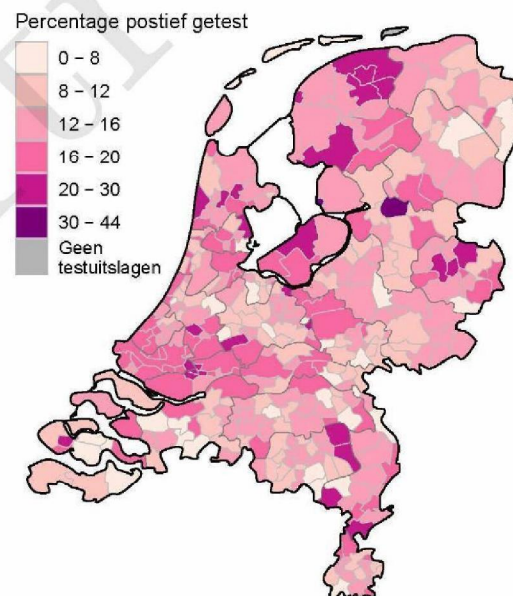 Percentage postief getest
0 – 8
8 – 12
12 – 16
16 – 20
20 – 30
30 – 44
Geen
testuitslagen